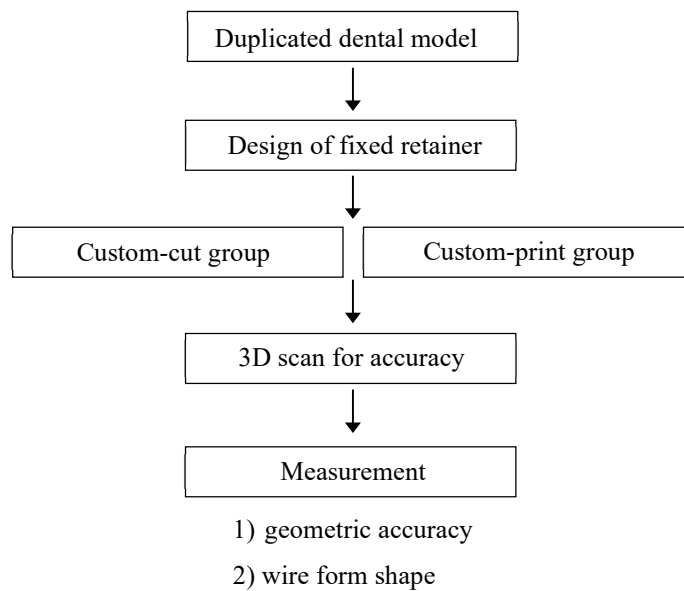 Duplicated dental model
Design of fixed retainer
Custom-cut group
Custom-print group
3D scan for accuracy
Measurement
1) geometric accuracy
2) wire form shape